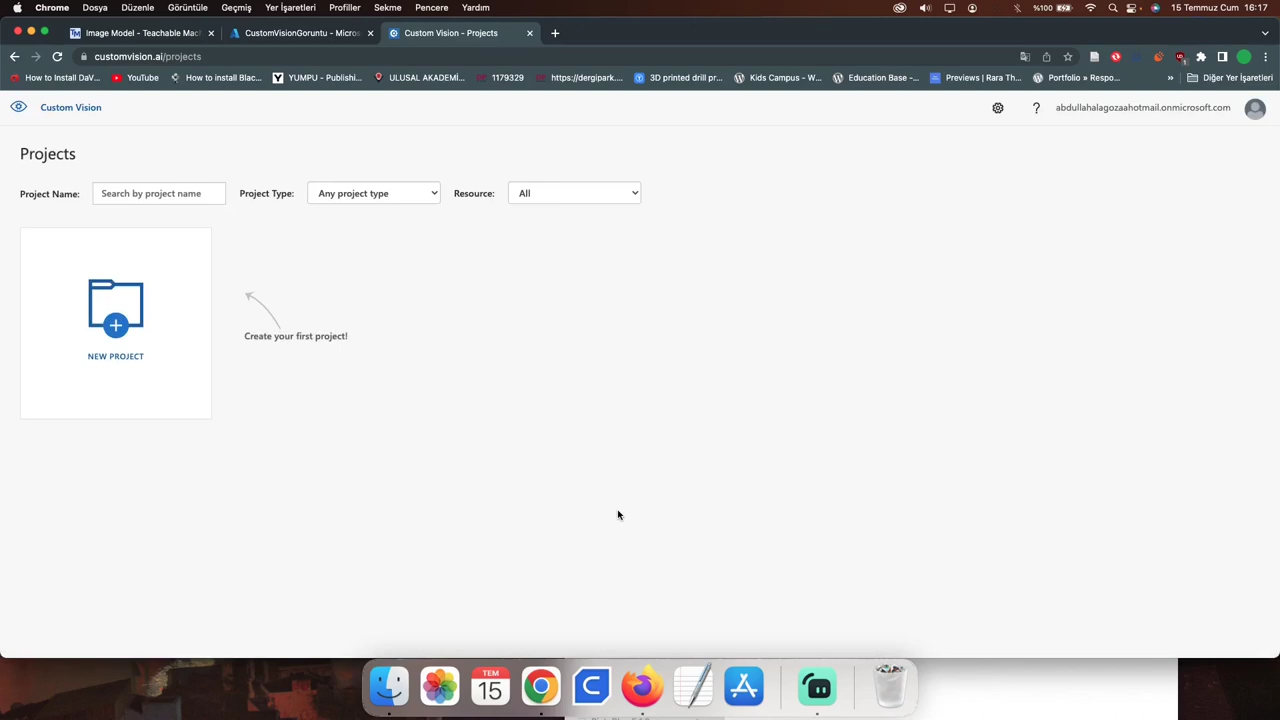 Chrome Dosya Düzenle Görüntüle Geçmiş Yer İşaretleri Profiller Sekme Pencere Yardım %100 15 Temmuz Cum 16:17
Image Model - Teachable Mac CustomVisionGoruntu - Micros Custom Vision - Projects
customvision.ai/projects
How to Install DaV... YouTube How to install Blac... YUMPU - Publishi... ULUSAL AKADEMİ... 1179329 https://dergipark.... 3D printed drill pr... Kids Campus - W... Education Base -... Previews | Rara Th... Portfolio » Respo... » Diğer Yer İşaretleri
Custom Vision ? abdullahalagozaahotmail.onmicrosoft.com
Projects
Project Name: Search by project name Project Type: Any project type Resource: All
Create your first project!
NEW PROJECT
TEM
15